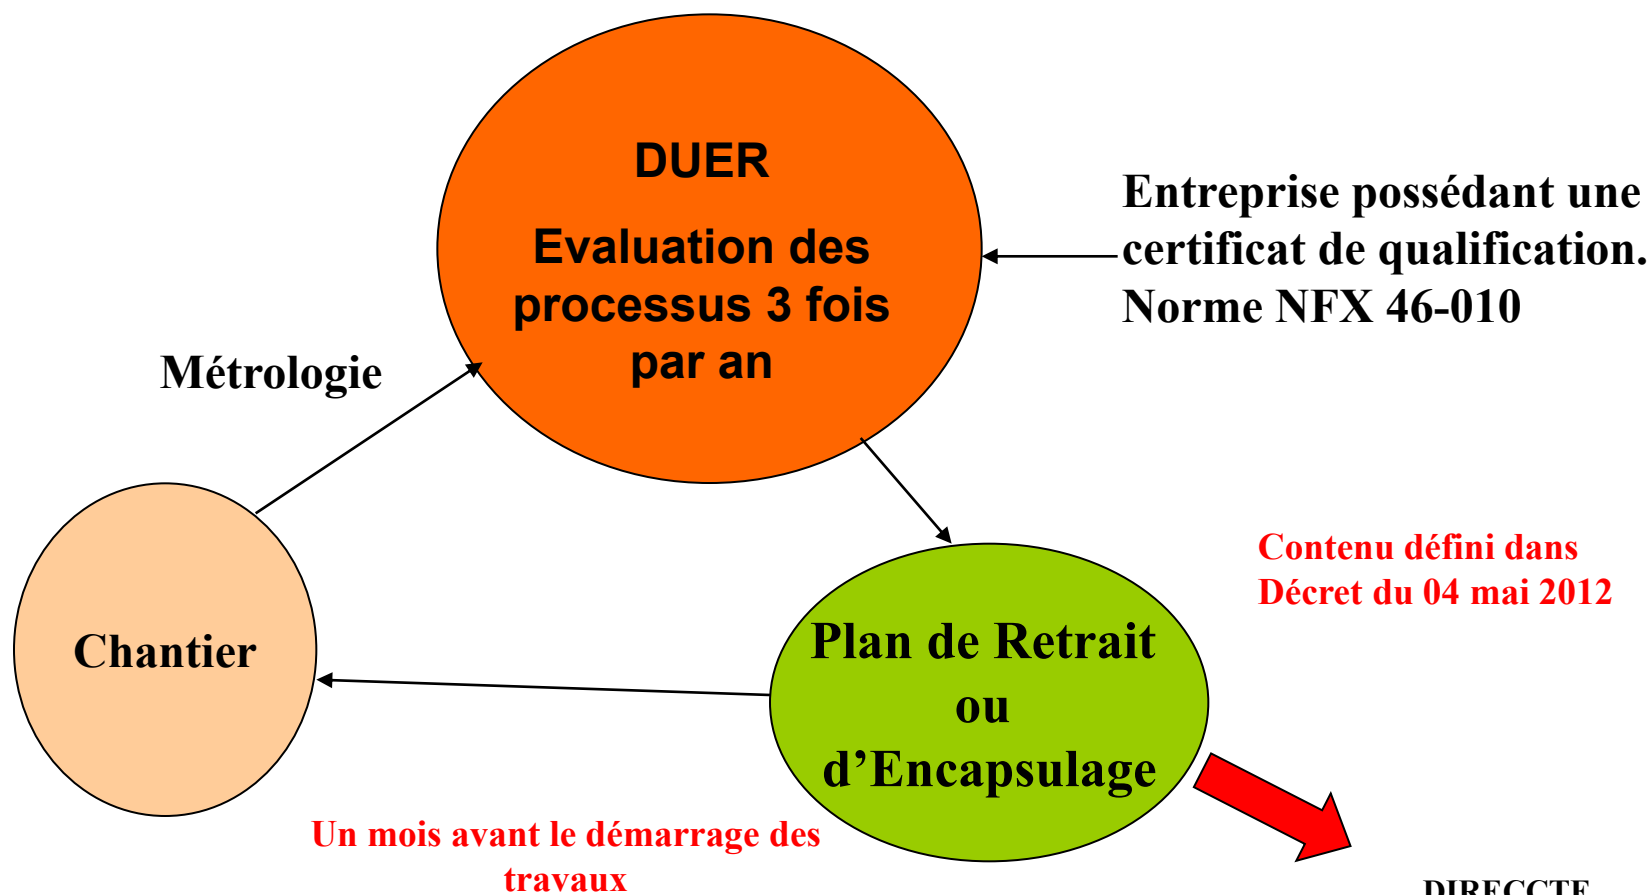 DUER
Evaluation des
processus 3 fois
par an
Entreprise possédant une
certificat de qualification.
Norme NFX 46-010
Métrologie
Contenu défini dans
Décret du 04 mai 2012
Chantier
Plan de Retrait
ou
d’Encapsulage
Un mois avant le démarrage des
travaux
DIRECCTE